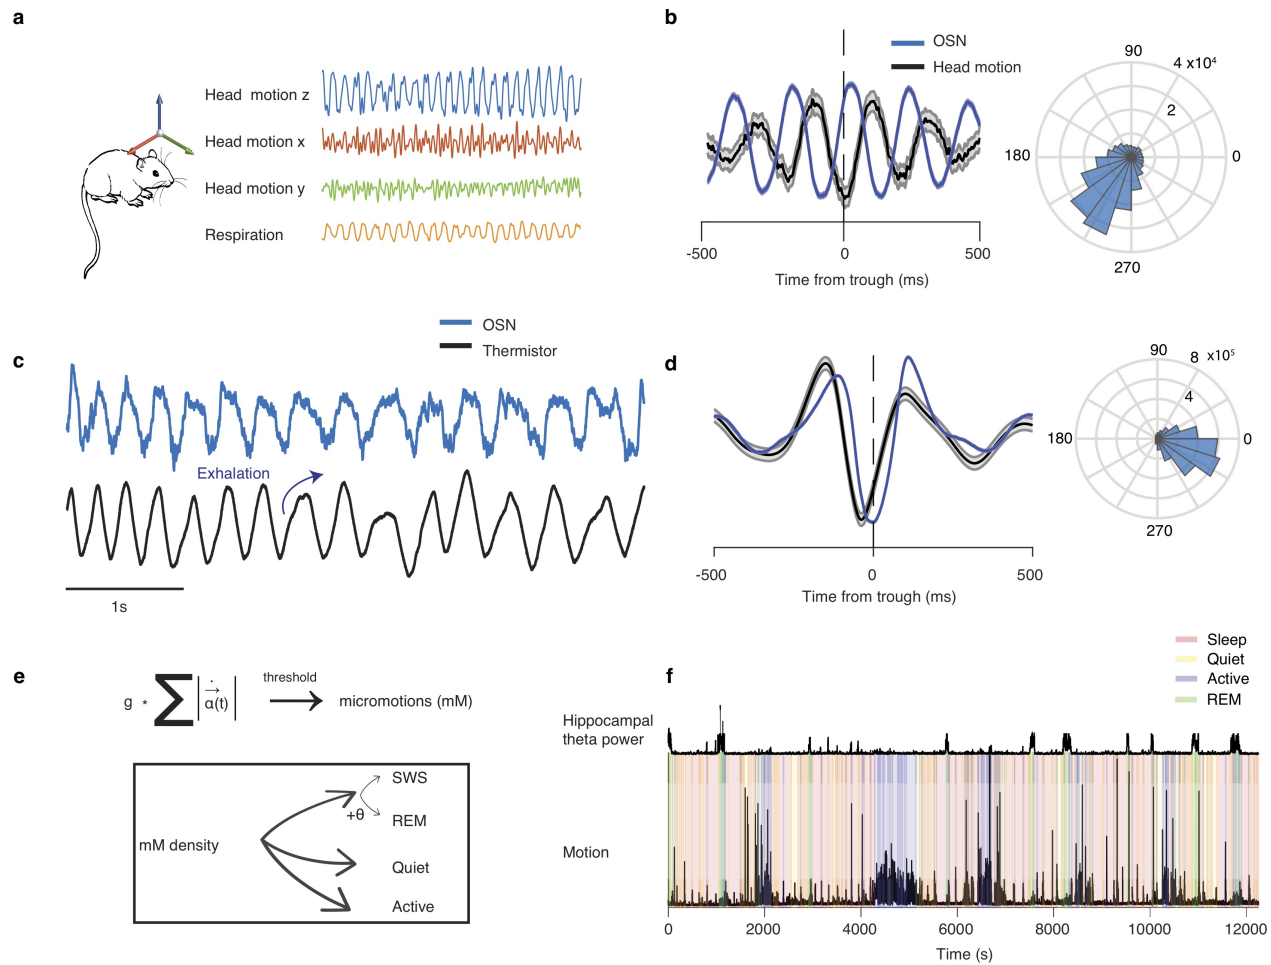 a
Head motion z
Head motion x
Head motion y
Respiration
b
OSN
Head motion
-500
0
500
Time from trough (ms)
90
4 x10⁴
2
180
0
270
c
OSN
Thermistor
Exhalation
1s
d
-500
0
500
Time from trough (ms)
90
8 x10⁵
4
180
0
270
e
g * ∑ | α(t) |
threshold
micromotions (mM)
mM density
SWS
+θ
REM
Quiet
Active
f
Sleep
Quiet
Active
REM
Hippocampal
theta power
Motion
0 2000 4000 6000 8000 10000 12000
Time (s)